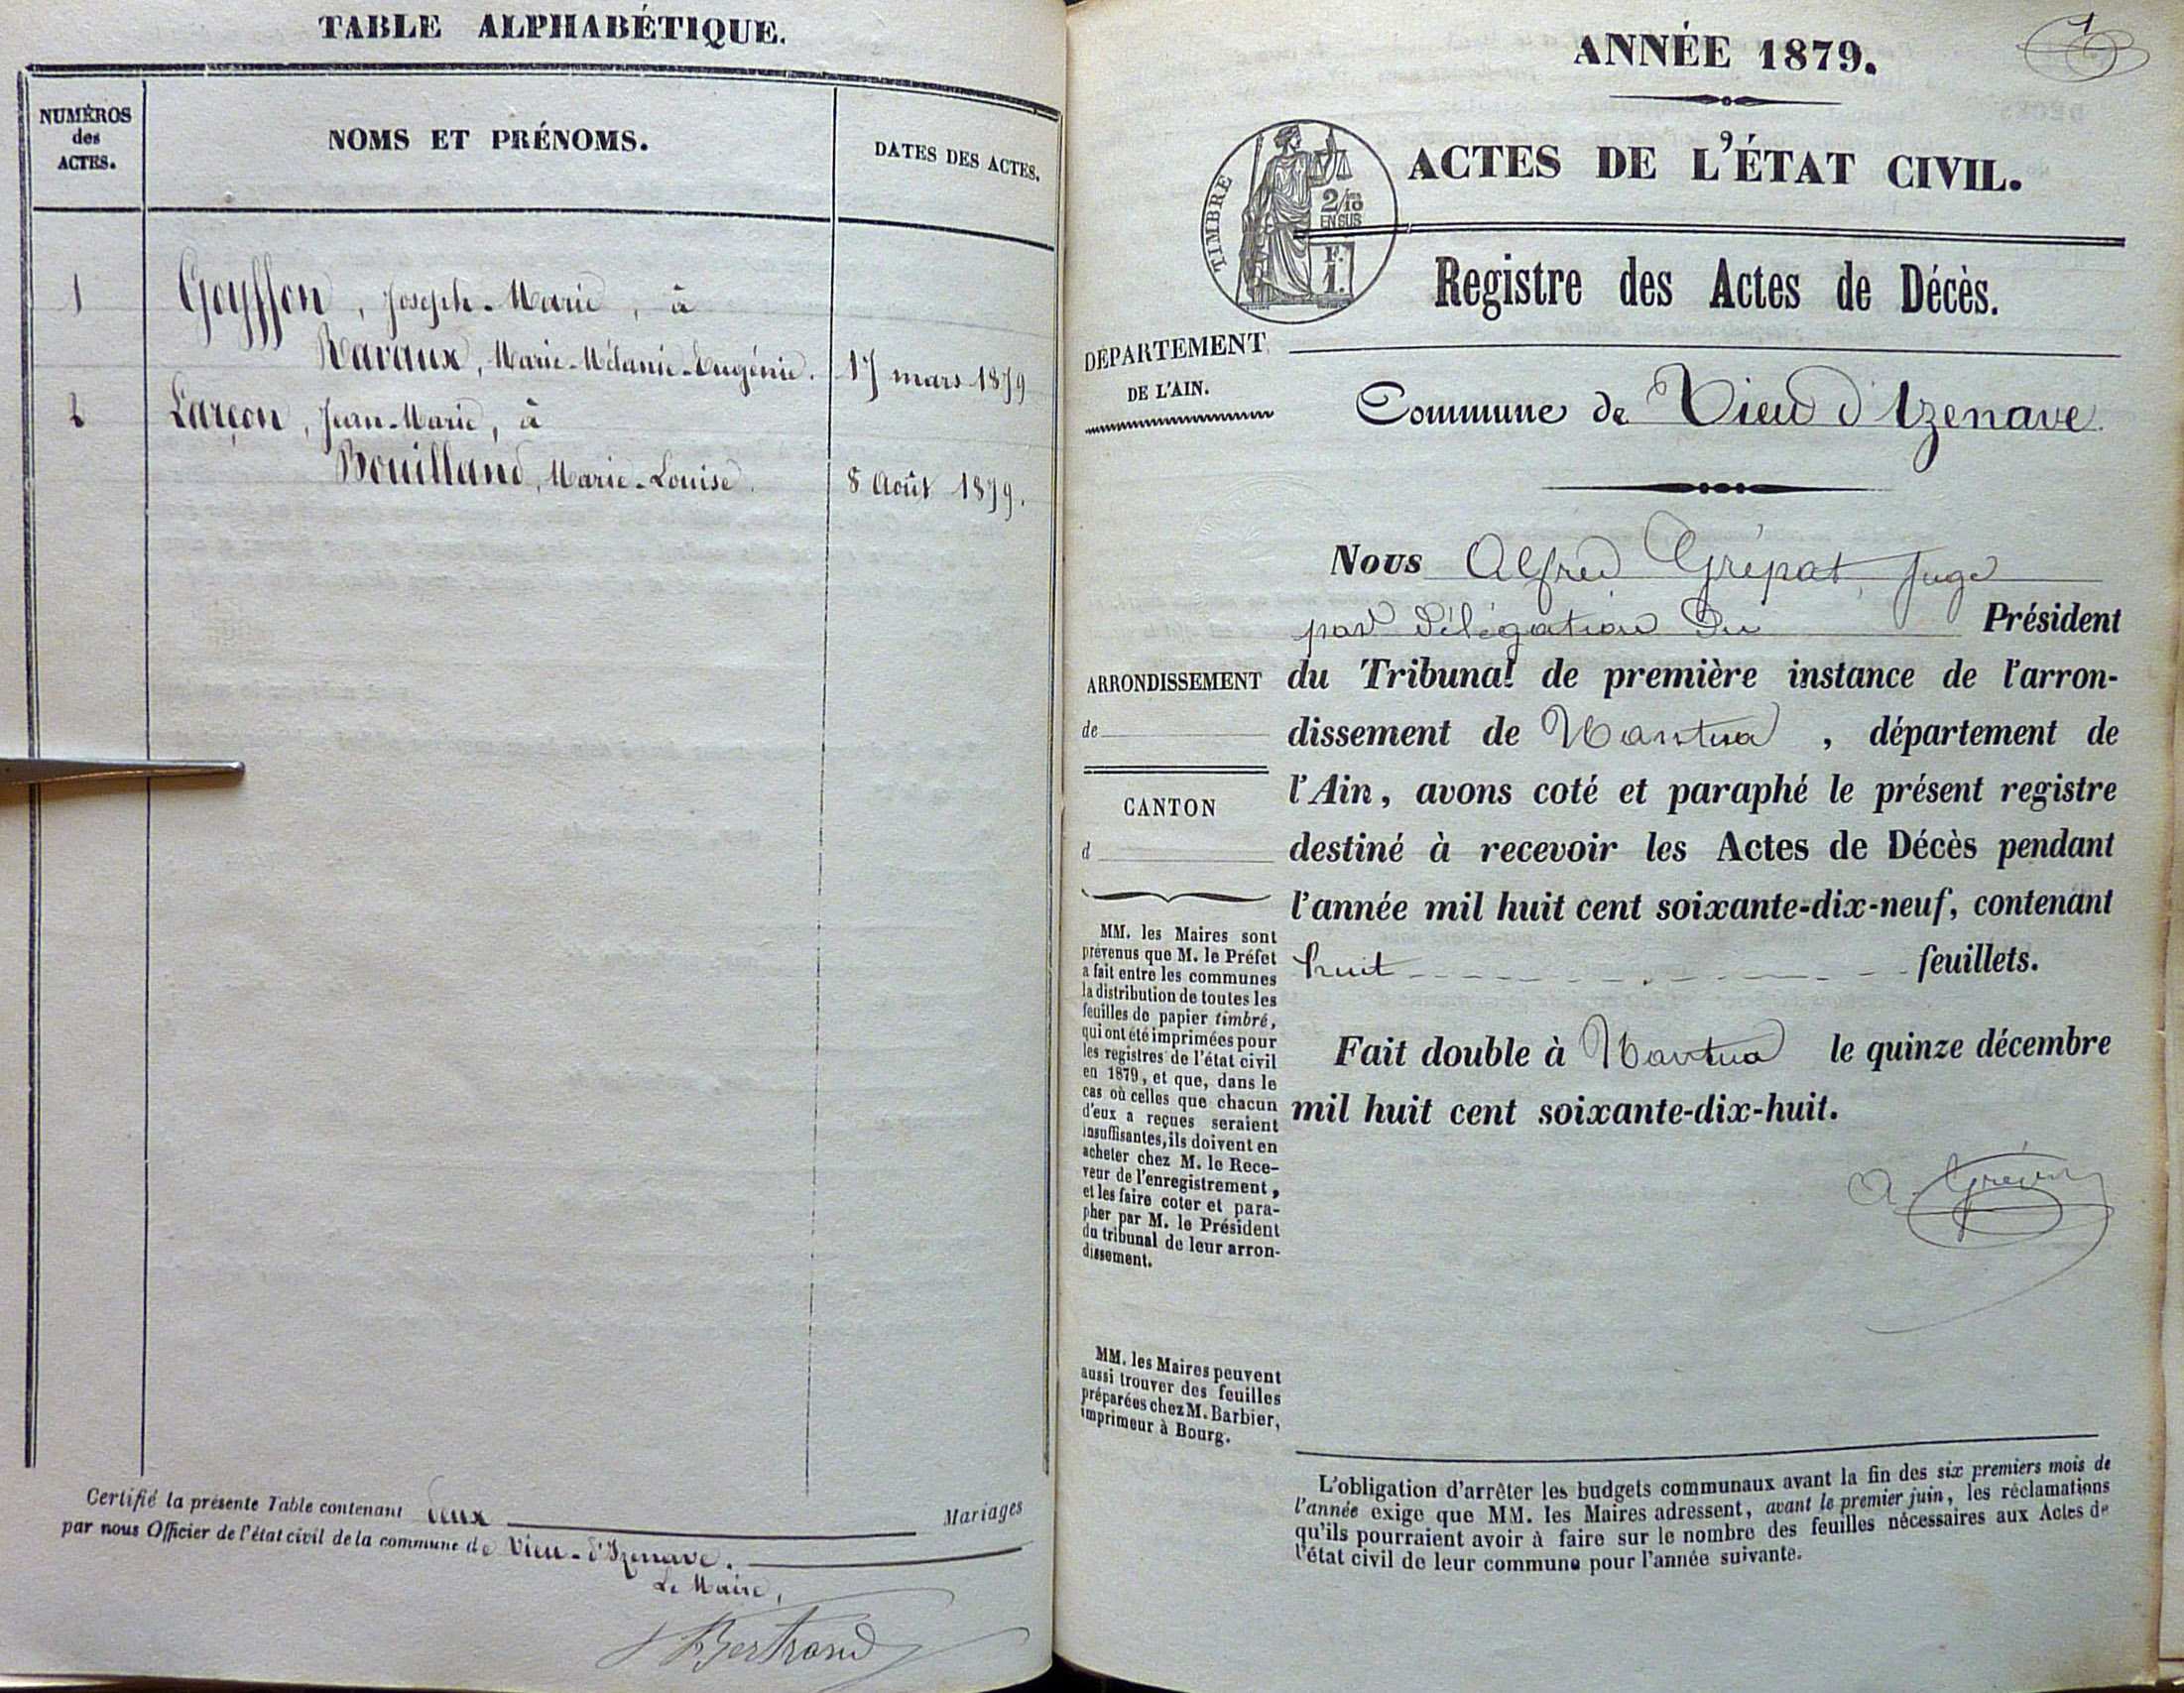 TABLE ALPHABÉTIQUE.
NUMÉROS
des
ACTES.
NOMS ET PRÉNOMS.
DATES DES ACTES.
1 Goyffon, Joseph-Marie, à
Ravaux, Marie-Mélanie-Eugénie. 17 mars 1879
2 Larçon, Jean-Marie, à
Bouilland, Marie-Louise. 8 Août 1879.
Certifié la présente Table contenant deux Mariages
par nous Officier de l'état civil de la commune de Vieu-d'Izenave.
Le Maire,
Bertrand
1
ANNÉE 1879.
ACTES DE L'ÉTAT CIVIL.
TIMBRE
2/10
EN SUS
F.
1.
Registre des Actes de Décès.
DÉPARTEMENT
DE L'AIN.
Commune de Vieu d'Izenave.
Nous Alfred Grépat, Juge
par délégation du Président
du Tribunal de première instance de l'arron-
dissement de Nantua, département de
l'Ain, avons coté et paraphé le présent registre
destiné à recevoir les Actes de Décès pendant
l'année mil huit cent soixante-dix-neuf, contenant
huit feuillets.
Fait double à Nantua le quinze décembre
mil huit cent soixante-dix-huit.
ARRONDISSEMENT
de
CANTON
d
MM. les Maires sont
prévenus que M. le Préfet
a fait entre les communes
la distribution de toutes les
feuilles de papier timbré,
qui ont été imprimées pour
les registres de l'état civil
en 1879, et que, dans le
cas où celles que chacun
d'eux a reçues seraient
insuffisantes, ils doivent en
acheter chez M. le Rece-
veur de l'enregistrement,
et les faire coter et para-
pher par M. le Président
du tribunal de leur arron-
dissement.
MM. les Maires peuvent
aussi trouver des feuilles
préparées chez M. Barbier,
imprimeur à Bourg.
L'obligation d'arrêter les budgets communaux avant la fin des six premiers mois de
l'année exige que MM. les Maires adressent, avant le premier juin, les réclamations
qu'ils pourraient avoir à faire sur le nombre des feuilles nécessaires aux Actes de
l'état civil de leur commune pour l'année suivante.